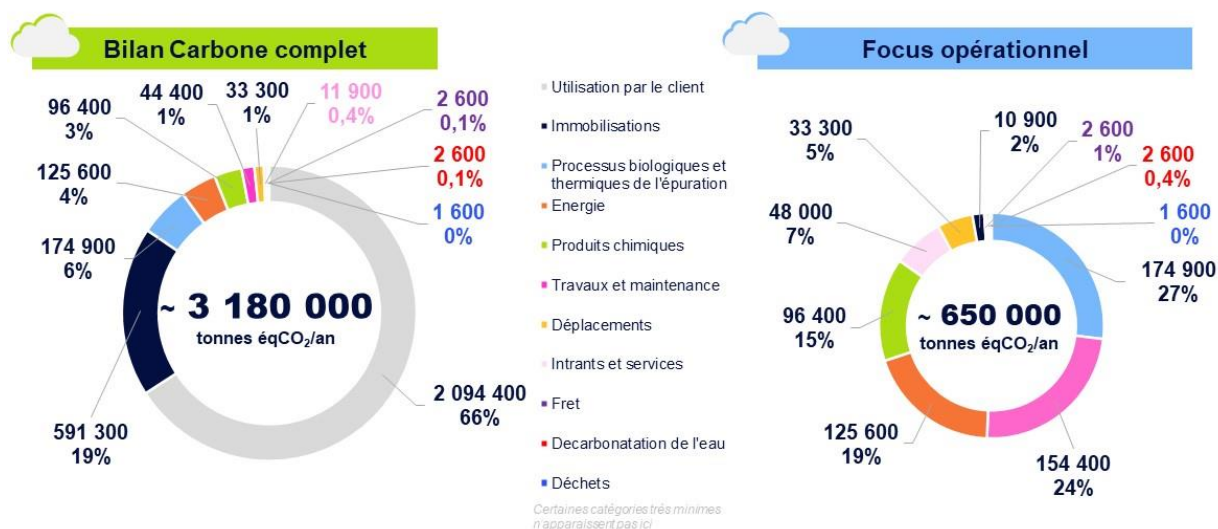 Bilan Carbone complet
44 400
1%
33 300
1%
11 900
0,4%
2 600
0,1%
96 400
3%
2 600
0,1%
125 600
4%
1 600
0%
174 900
6%
~ 3 180 000
tonnes éqCO₂/an
2 094 400
66%
591 300
19%
Utilisation par le client
Immobilisations
Processus biologiques et
thermiques de l'épuration
Energie
Produits chimiques
Travaux et maintenance
Déplacements
Intrants et services
Fret
Decarbonatation de l'eau
Déchets
Certaines catégories trés minimes
n'apparaissent pas ici
Focus opérationnel
10 900
2%
2 600
1%
33 300
5%
2 600
0,4%
48 000
7%
1 600
0%
174 900
27%
96 400
15%
~ 650 000
tonnes éqCO₂/an
125 600
19%
154 400
24%